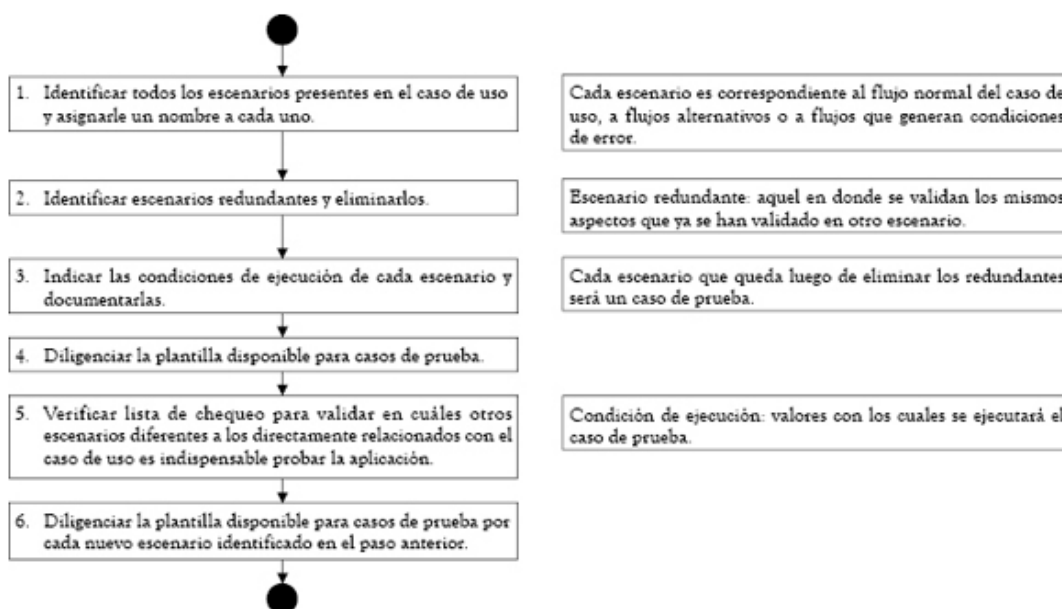 1. Identificar todos los escenarios presentes en el caso de uso
y asignarle un nombre a cada uno.
Cada escenario es correspondiente al flujo normal del caso de
uso, a flujos alternativos o a flujos que generan condiciones
de error.
2. Identificar escenarios redundantes y eliminarlos.
Escenario redundante: aquel en donde se validan los mismos
aspectos que ya se han validado en otro escenario.
3. Indicar las condiciones de ejecución de cada escenario y
documentarlas.
Cada escenario que queda luego de eliminar los redundantes
será un caso de prueba.
4. Diligenciar la plantilla disponible para casos de prueba.
5. Verificar lista de chequeo para validar en cuáles otros
escenarios diferentes a los directamente relacionados con el
caso de uso es indispensable probar la aplicación.
Condición de ejecución: valores con los cuales se ejecutará el
caso de prueba.
6. Diligenciar la plantilla disponible para casos de prueba por
cada nuevo escenario identificado en el paso anterior.